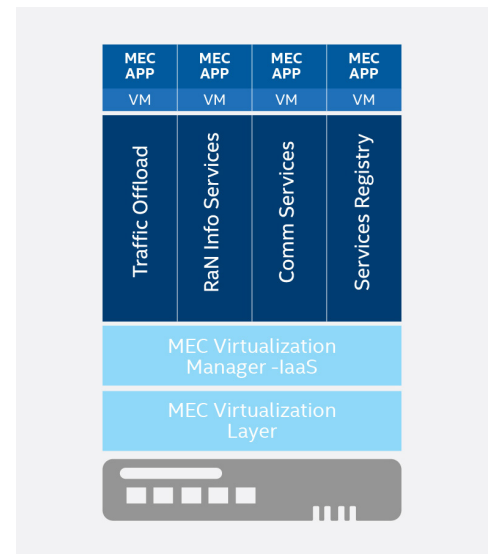 MEC APP
MEC APP
MEC APP
MEC APP
VM
VM
VM
VM
Traffic Offload
RaN Info Services
Comm Services
Services Registry
MEC Virtualization
Manager -IaaS
MEC Virtualization
Layer